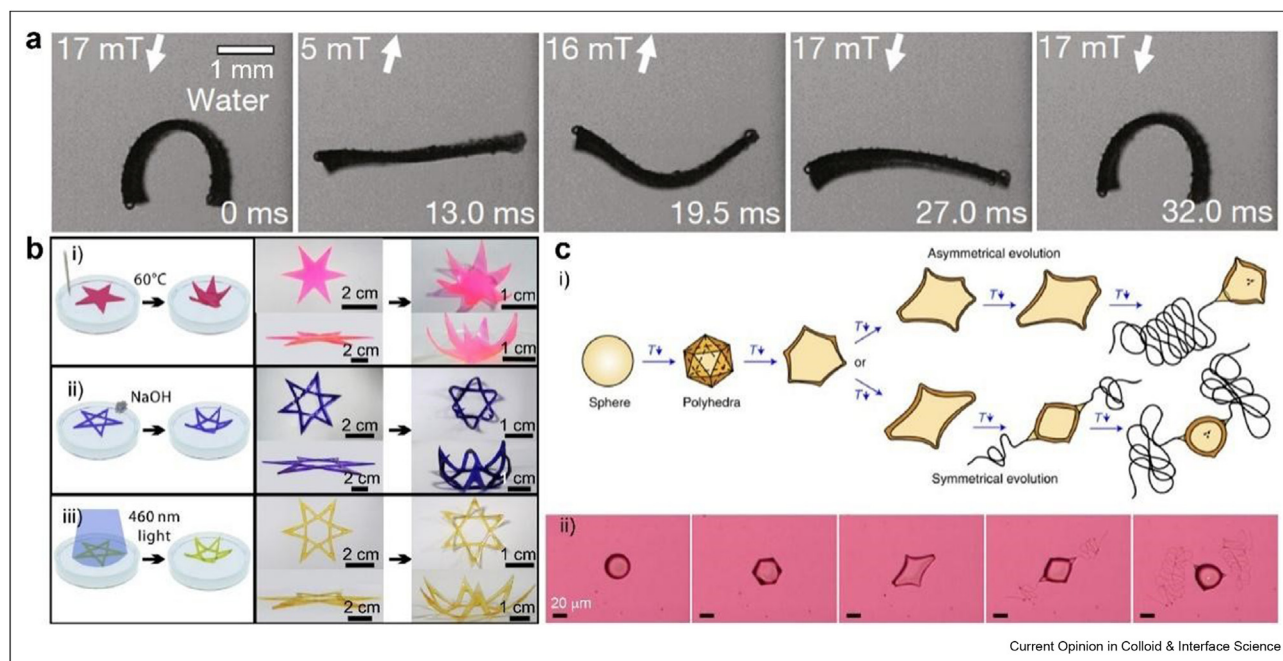 a
17 mT
1 mm
Water
0 ms
5 mT
13.0 ms
16 mT
19.5 ms
17 mT
27.0 ms
17 mT
32.0 ms
b
i)
60°C
2 cm
1 cm
2 cm
1 cm
ii)
NaOH
2 cm
1 cm
2 cm
1 cm
iii)
460 nm
light
2 cm
1 cm
2 cm
1 cm
c
i)
Asymmetrical evolution
T↓
T↓
T↓
T↓
T↓
or
T↓
Sphere
Polyhedra
T↓
T↓
Symmetrical evolution
ii)
20 μm
Current Opinion in Colloid & Interface Science